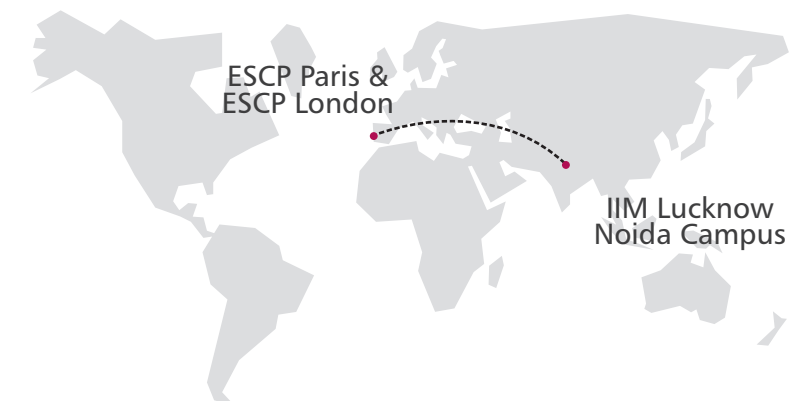 ESCP Paris &
ESCP London
IIM Lucknow
Noida Campus